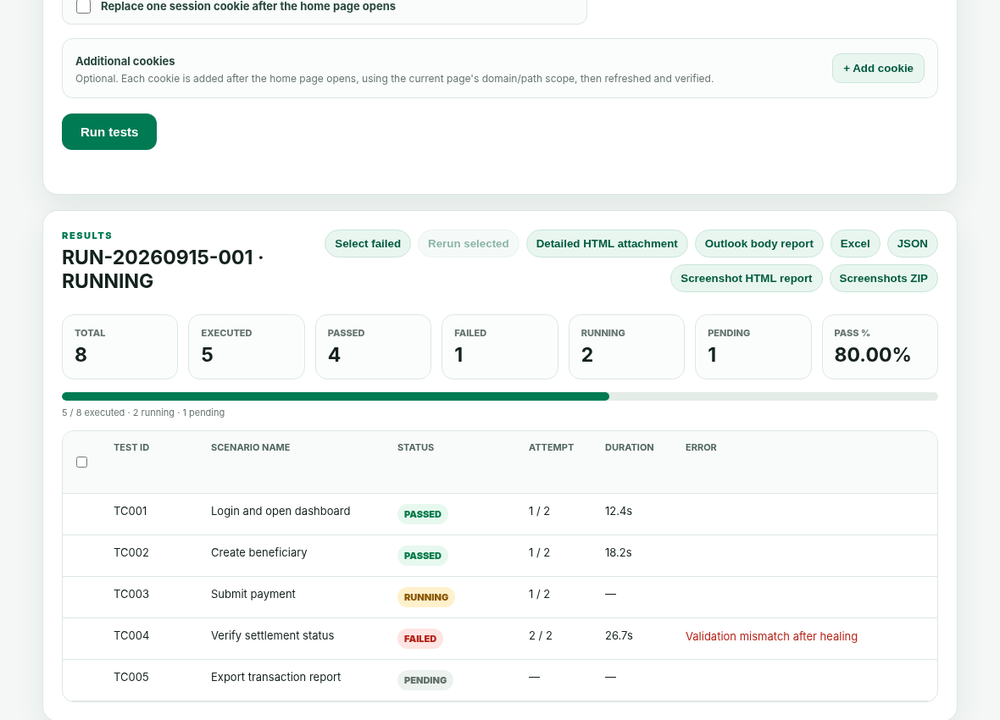 Replace one session cookie after the home page opens
Additional cookies
Optional. Each cookie is added after the home page opens, using the current page's domain/path scope, then refreshed and verified.
+ Add cookie
Run tests
RESULTS
RUN-20260915-001 ·
RUNNING
Select failed
Rerun selected
Detailed HTML attachment
Outlook body report
Excel
JSON
Screenshot HTML report
Screenshots ZIP
TOTAL
8
EXECUTED
5
PASSED
4
FAILED
1
RUNNING
2
PENDING
1
PASS %
80.00%
5 / 8 executed · 2 running · 1 pending
TEST ID SCENARIO NAME STATUS ATTEMPT DURATION ERROR
TC001 Login and open dashboard PASSED 1 / 2 12.4s
TC002 Create beneficiary PASSED 1 / 2 18.2s
TC003 Submit payment RUNNING 1 / 2 —
TC004 Verify settlement status FAILED 2 / 2 26.7s Validation mismatch after healing
TC005 Export transaction report PENDING — —